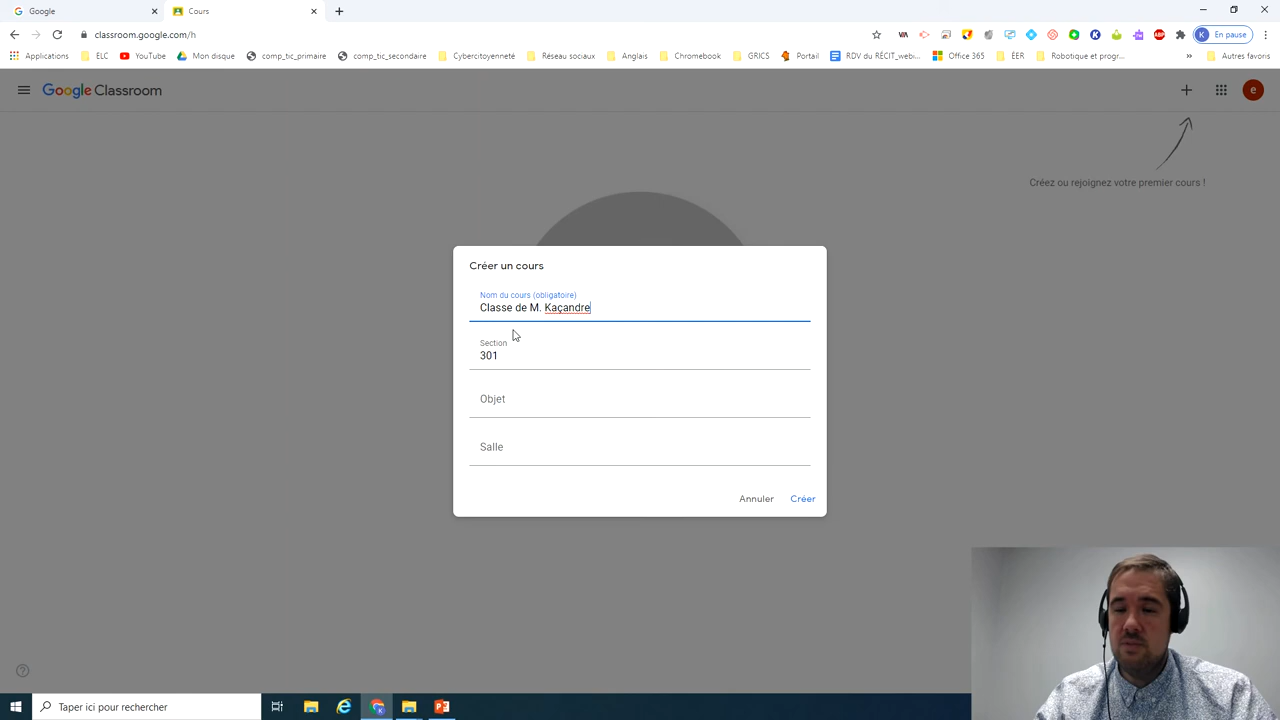 Google
Cours
classroom.google.com/h
K En pause
Applications ELC YouTube Mon disque comp_tic_primaire comp_tic_secondaire Cybercitoyenneté Réseau sociaux Anglais Chromebook GRICS Portail RDV du RÉCIT_webi... Office 365 ÉER Robotique et progr... » Autres favoris
Google Classroom
e
Créez ou rejoignez votre premier cours !
Créer un cours
Nom du cours (obligatoire)
Classe de M. Kaçandre
Section
301
Objet
Salle
Annuler Créer
Taper ici pour rechercher